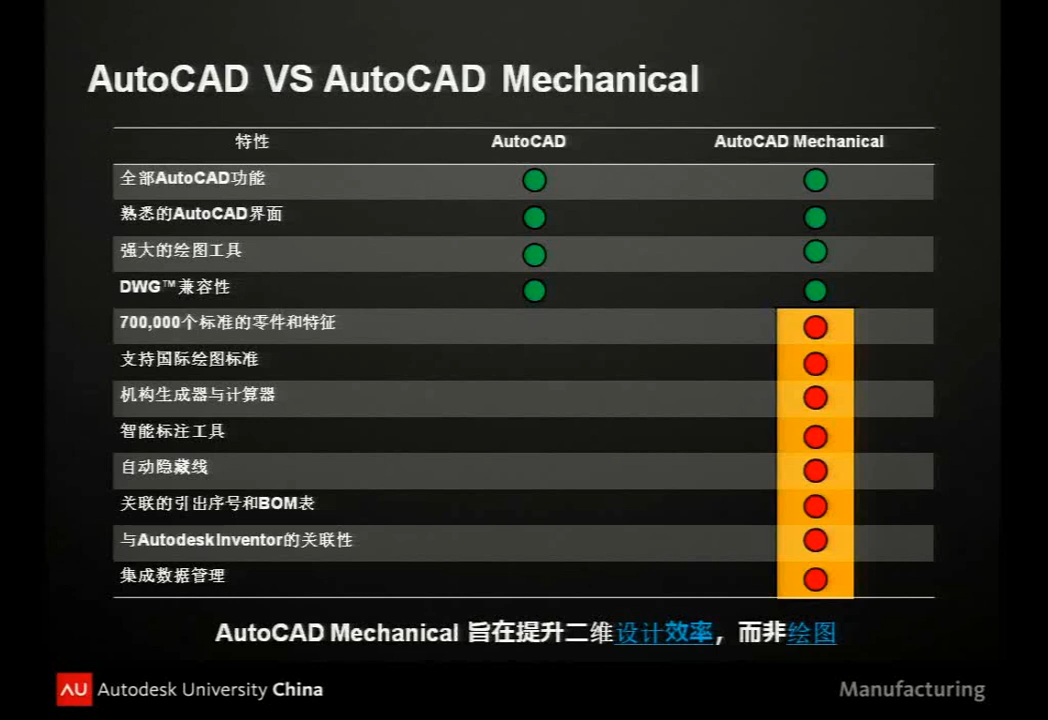 AutoCAD VS AutoCAD Mechanical
特性 AutoCAD AutoCAD Mechanical
全部AutoCAD功能
熟悉的AutoCAD界面
强大的绘图工具
DWG™兼容性
700,000个标准的零件和特征
支持国际绘图标准
机构生成器与计算器
智能标注工具
自动隐藏线
关联的引出序号和BOM表
与AutodeskInventor的关联性
集成数据管理
AutoCAD Mechanical 旨在提升二维设计效率，而非绘图
AU Autodesk University China
Manufacturing